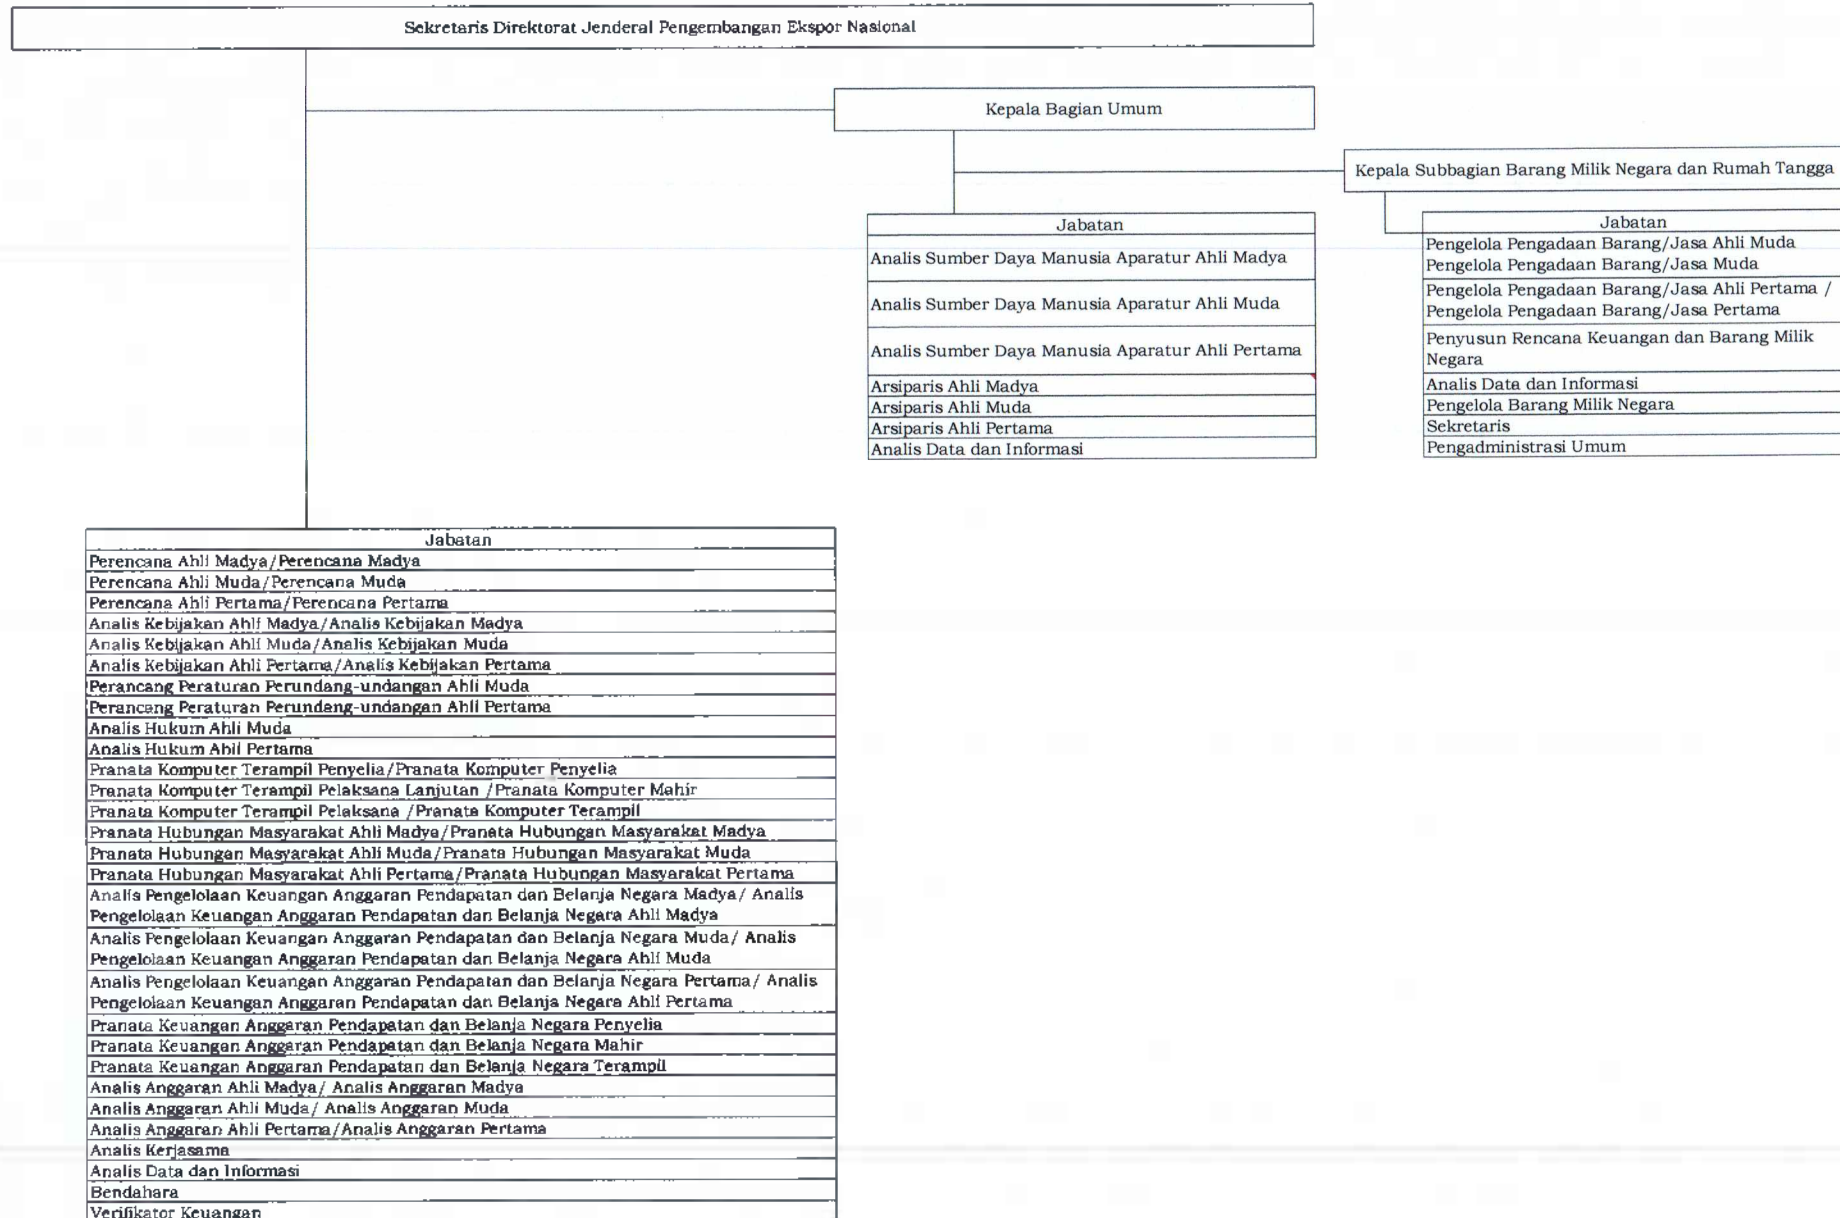 Sekretaris Direktorat Jenderal Pengembangan Ekspor Nasional
Kepala Bagian Umum
Kepala Subbagian Barang Milik Negara dan Rumah Tangga
Jabatan
Analis Sumber Daya Manusia Aparatur Ahli Madya
Analis Sumber Daya Manusia Aparatur Ahli Muda
Analis Sumber Daya Manusia Aparatur Ahli Pertama
Arsiparis Ahli Madya
Arsiparis Ahli Muda
Arsiparis Ahli Pertama
Analis Data dan Informasi
Jabatan
Pengelola Pengadaan Barang/Jasa Ahli Muda
Pengelola Pengadaan Barang/Jasa Muda
Pengelola Pengadaan Barang/Jasa Ahli Pertama /
Pengelola Pengadaan Barang/Jasa Pertama
Penyusun Rencana Keuangan dan Barang Milik
Negara
Analis Data dan Informasi
Pengelola Barang Milik Negara
Sekretaris
Pengadministrasi Umum
Jabatan
Perencana Ahli Madya/Perencana Madya
Perencana Ahli Muda/Perencana Muda
Perencana Ahli Pertama/Perencana Pertama
Analis Kebijakan Ahli Madya/Analis Kebijakan Madya
Analis Kebijakan Ahli Muda/Analis Kebijakan Muda
Analis Kebijakan Ahli Pertama/Analis Kebijakan Pertama
Perancang Peraturan Perundang-undangan Ahli Muda
Perancang Peraturan Perundang-undangan Ahli Pertama
Analis Hukum Ahli Muda
Analis Hukum Ahli Pertama
Pranata Komputer Terampil Penyelia/Pranata Komputer Penyelia
Pranata Komputer Terampil Pelaksana Lanjutan /Pranata Komputer Mahir
Pranata Komputer Terampil Pelaksana /Pranata Komputer Terampil
Pranata Hubungan Masyarakat Ahli Madya/Pranata Hubungan Masyarakat Madya
Pranata Hubungan Masyarakat Ahli Muda/Pranata Hubungan Masyarakat Muda
Pranata Hubungan Masyarakat Ahli Pertama/Pranata Hubungan Masyarakat Pertama
Analis Pengelolaan Keuangan Anggaran Pendapatan dan Belanja Negara Madya/ Analis
Pengelolaan Keuangan Anggaran Pendapatan dan Belanja Negara Ahli Madya
Analis Pengelolaan Keuangan Anggaran Pendapatan dan Belanja Negara Muda/ Analis
Pengelolaan Keuangan Anggaran Pendapatan dan Belanja Negara Ahli Muda
Analis Pengelolaan Keuangan Anggaran Pendapatan dan Belanja Negara Pertama/ Analis
Pengelolaan Keuangan Anggaran Pendapatan dan Belanja Negara Ahli Pertama
Pranata Keuangan Anggaran Pendapatan dan Belanja Negara Penyelia
Pranata Keuangan Anggaran Pendapatan dan Belanja Negara Mahir
Pranata Keuangan Anggaran Pendapatan dan Belanja Negara Terampil
Analis Anggaran Ahli Madya/ Analis Anggaran Madya
Analis Anggaran Ahli Muda/ Analis Anggaran Muda
Analis Anggaran Ahli Pertama/Analis Anggaran Pertama
Analis Kerjasama
Analis Data dan Informasi
Bendahara
Verifikator Keuangan